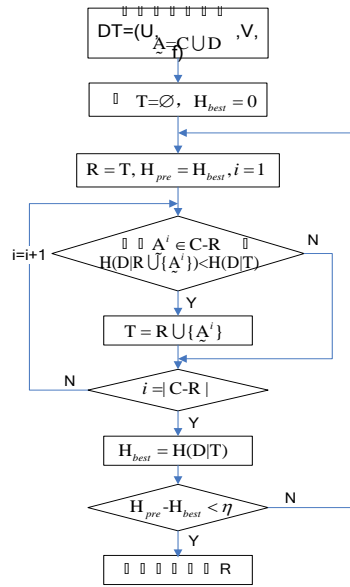 DT=(U, A=C∪D ,V, f)
T=∅, H_best = 0
R = T, H_pre = H_best, i = 1
i=i+1
A^i ∈ C-R
N
H(D|R∪{A^i})<H(D|T)
Y
T = R∪{A^i}
N
i =| C-R |
Y
H_best = H(D|T)
H_pre-H_best < η
N
Y
R